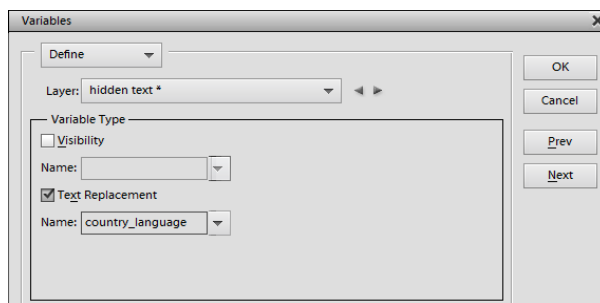 Variables
Define
OK
Layer: hidden text *
Cancel
Variable Type
Visibility
Prev
Name:
Next
Text Replacement
Name: country_language